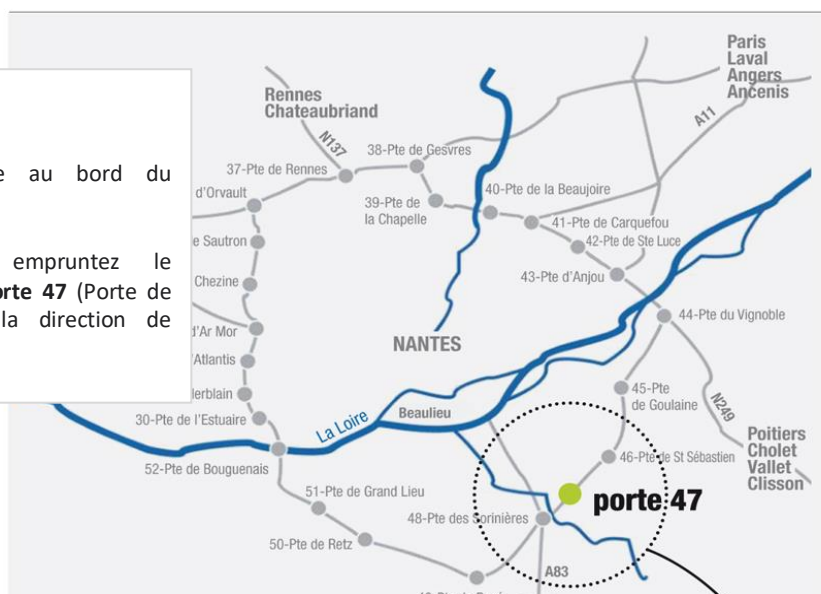 e au bord du
empruntez le
orte 47 (Porte de
la direction de
Paris
Laval
Angers
Ancenis
Rennes
Chateaubriand
A11
N137
38-Pte de Gesvres
37-Pte de Rennes
d'Orvault
40-Pte de la Beaujoire
39-Pte de
la Chapelle
41-Pte de Carquefou
e Sautron
42-Pte de Ste Luce
Chezine
43-Pte d'Anjou
44-Pte du Vignoble
d'Ar Mor
NANTES
'Atlantis
lerblain
45-Pte
de Goulaine
N249
30-Pte de l'Estuaire
La Loire
Beaulieu
Poitiers
Cholet
Vallet
Clisson
46-Pte de St Sébastien
52-Pte de Bouguenais
51-Pte de Grand Lieu
porte 47
48-Pte des Sorinières
50-Pte de Retz
A83